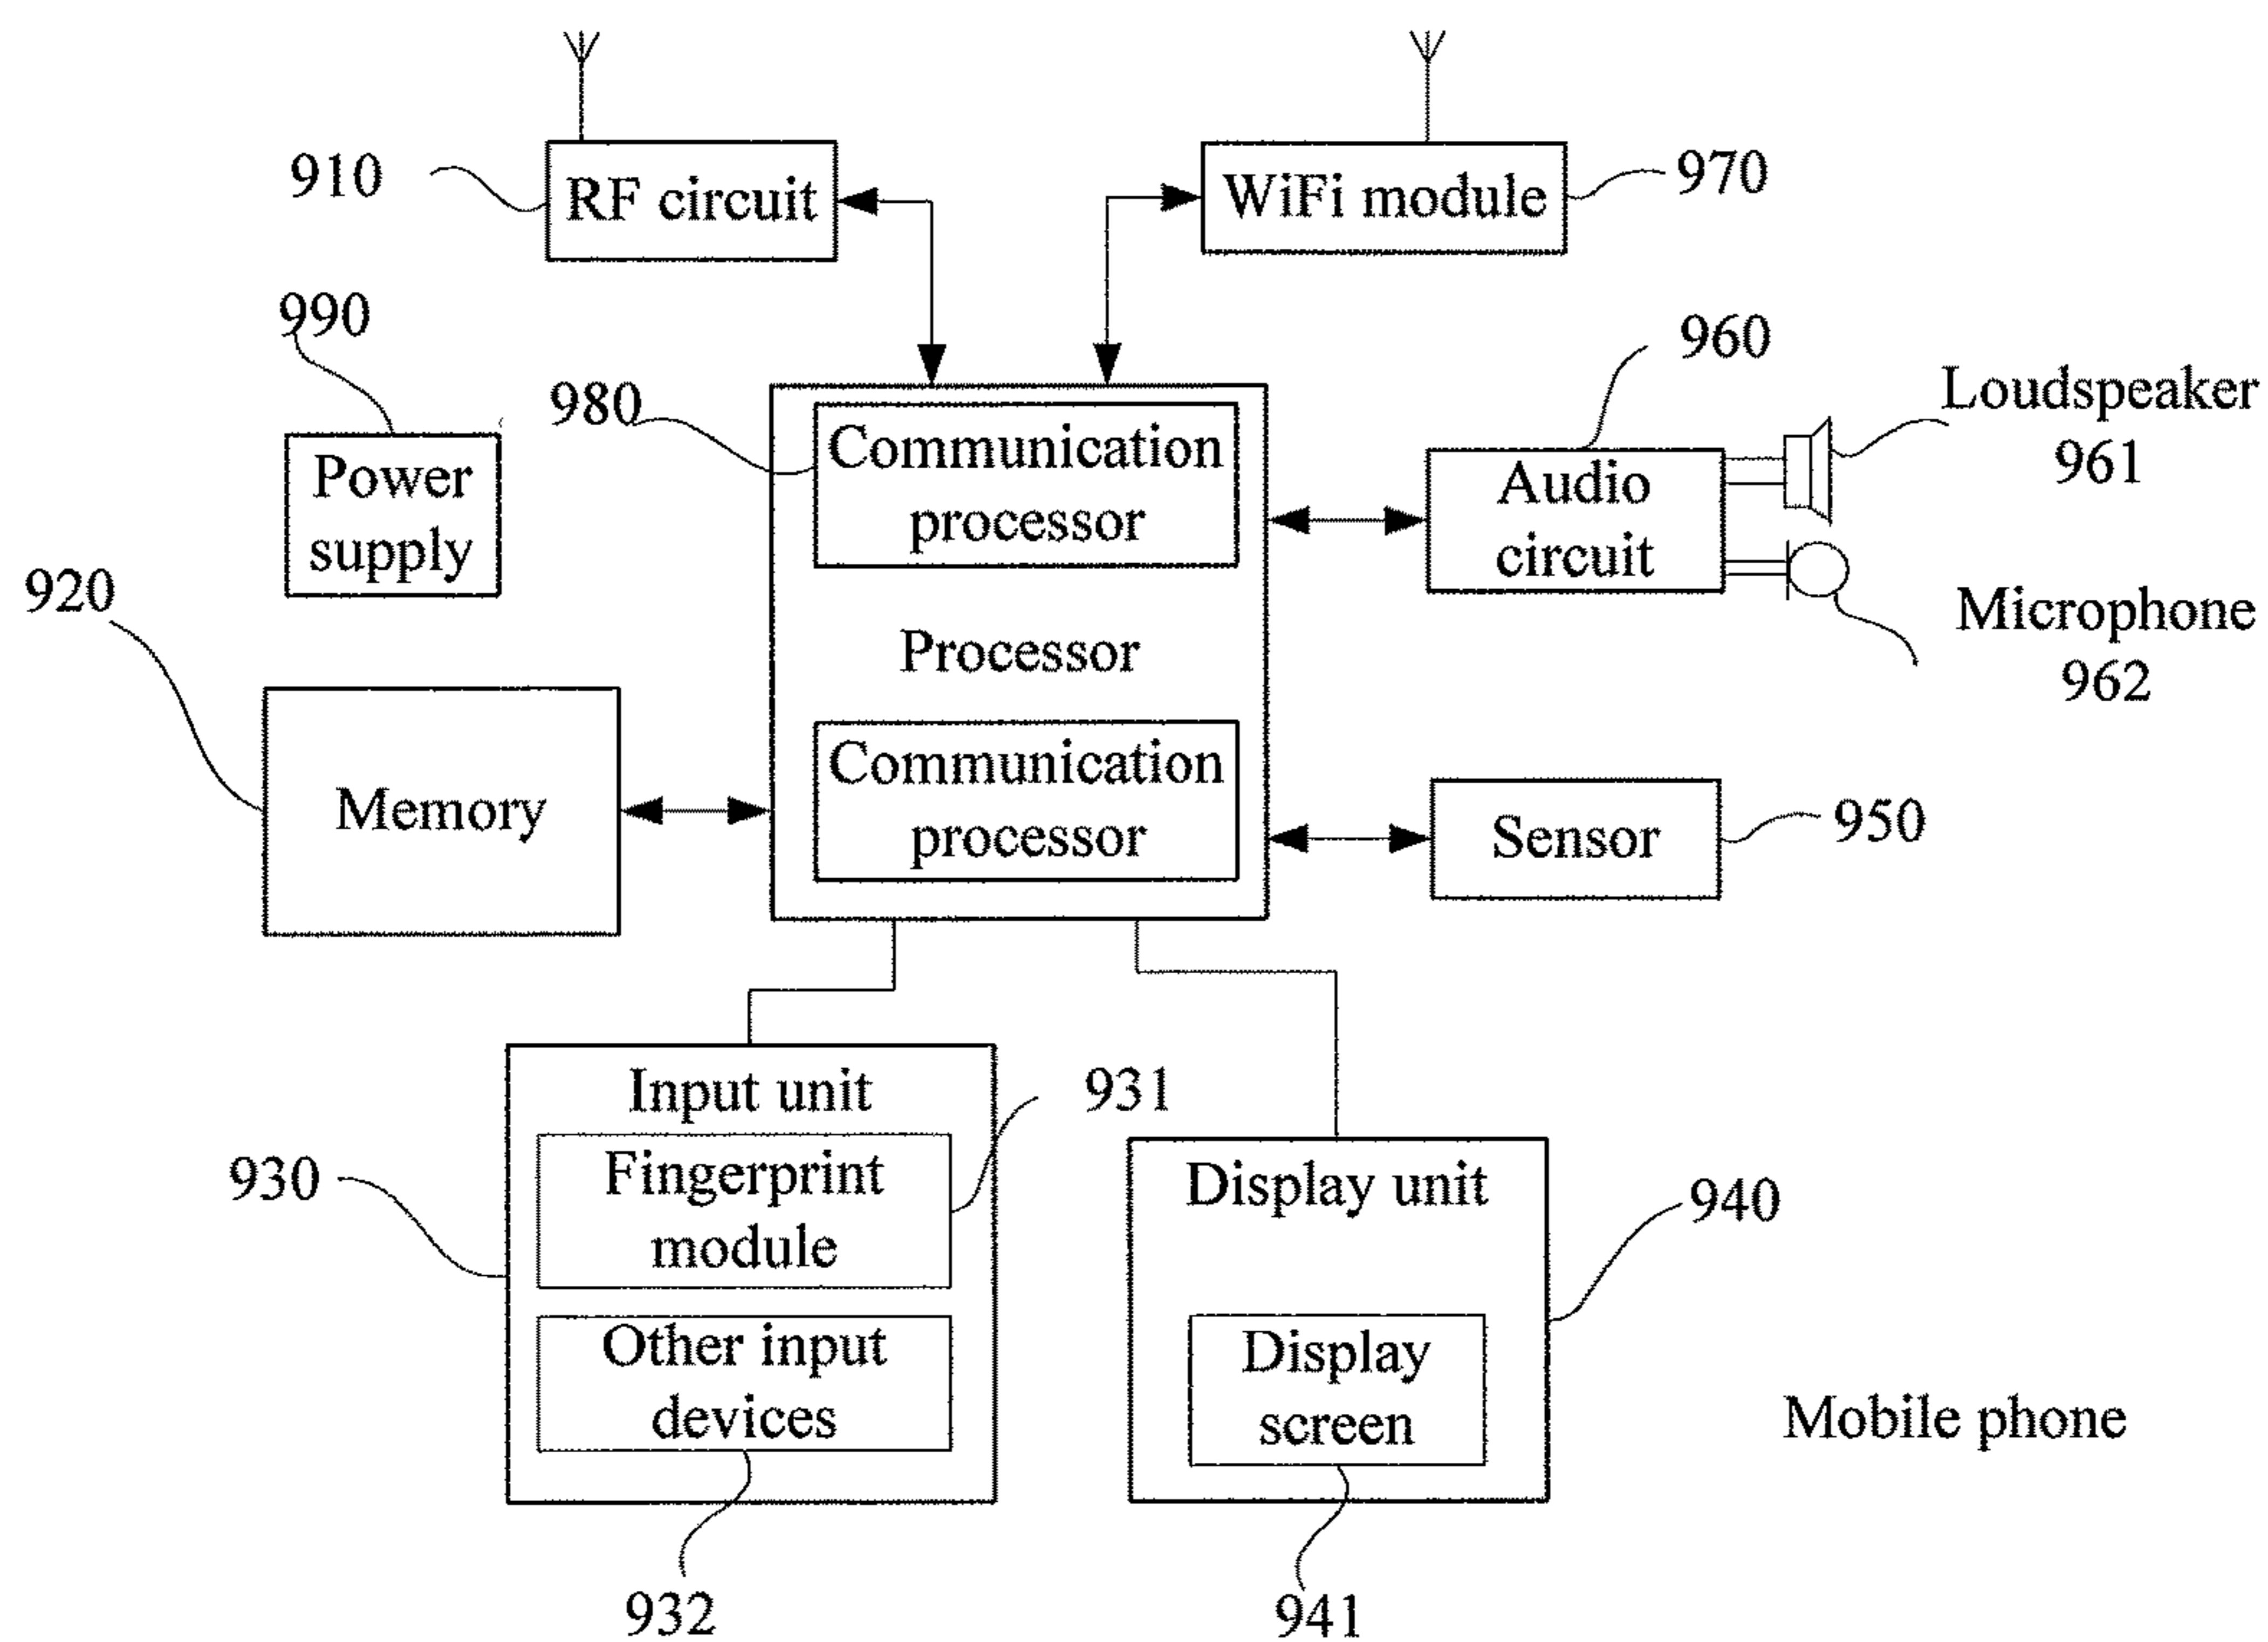 910
RF circuit
WiFi module
970
990
980
960
Loudspeaker
961
Power
supply
Communication
processor
Audio
circuit
920
Microphone
962
Processor
Memory
Communication
processor
Sensor
950
Input unit
931
930
Fingerprint
module
Display unit
940
Other input
devices
Display
screen
Mobile phone
932
941